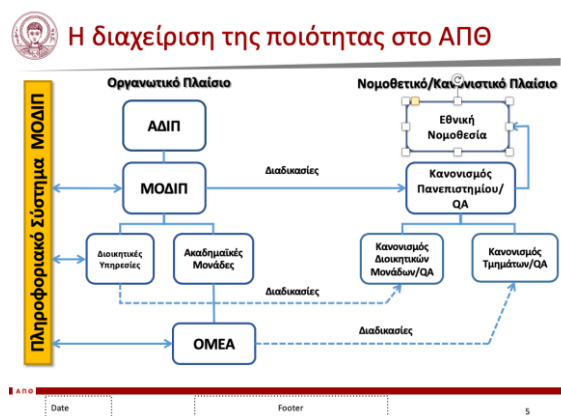 Η διαχείριση της ποιότητας στο ΑΠΘ
Οργανωτικό Πλαίσιο
Νομοθετικό/Κανονιστικό Πλαίσιο
Πληροφοριακό Σύστημα ΜΟΔΙΠ
ΑΔΙΠ
Εθνική
Νομοθεσία
ΜΟΔΙΠ
Διαδικασίες
Κανονισμός
Πανεπιστημίου/
QA
Διοικητικές
Υπηρεσίες
Ακαδημαϊκές
Μονάδες
Κανονισμός
Διοικητικών
Μονάδων/QA
Κανονισμός
Τμημάτων/QA
Διαδικασίες
ΟΜΕΑ
Διαδικασίες
ΑΠΘ
Date
Footer
5